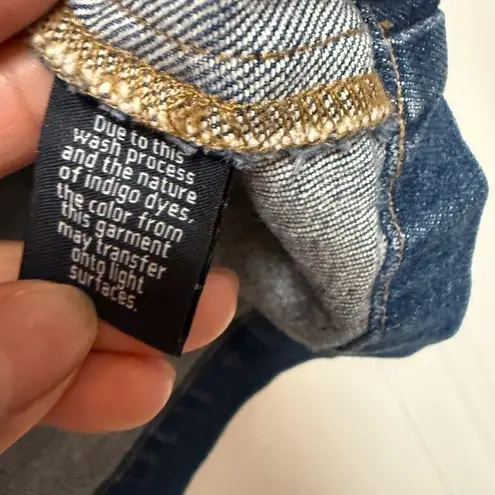 Due to this
wash process
and the nature
of indigo dyes,
the color from
this garment
may transfer
onto light
surfaces.